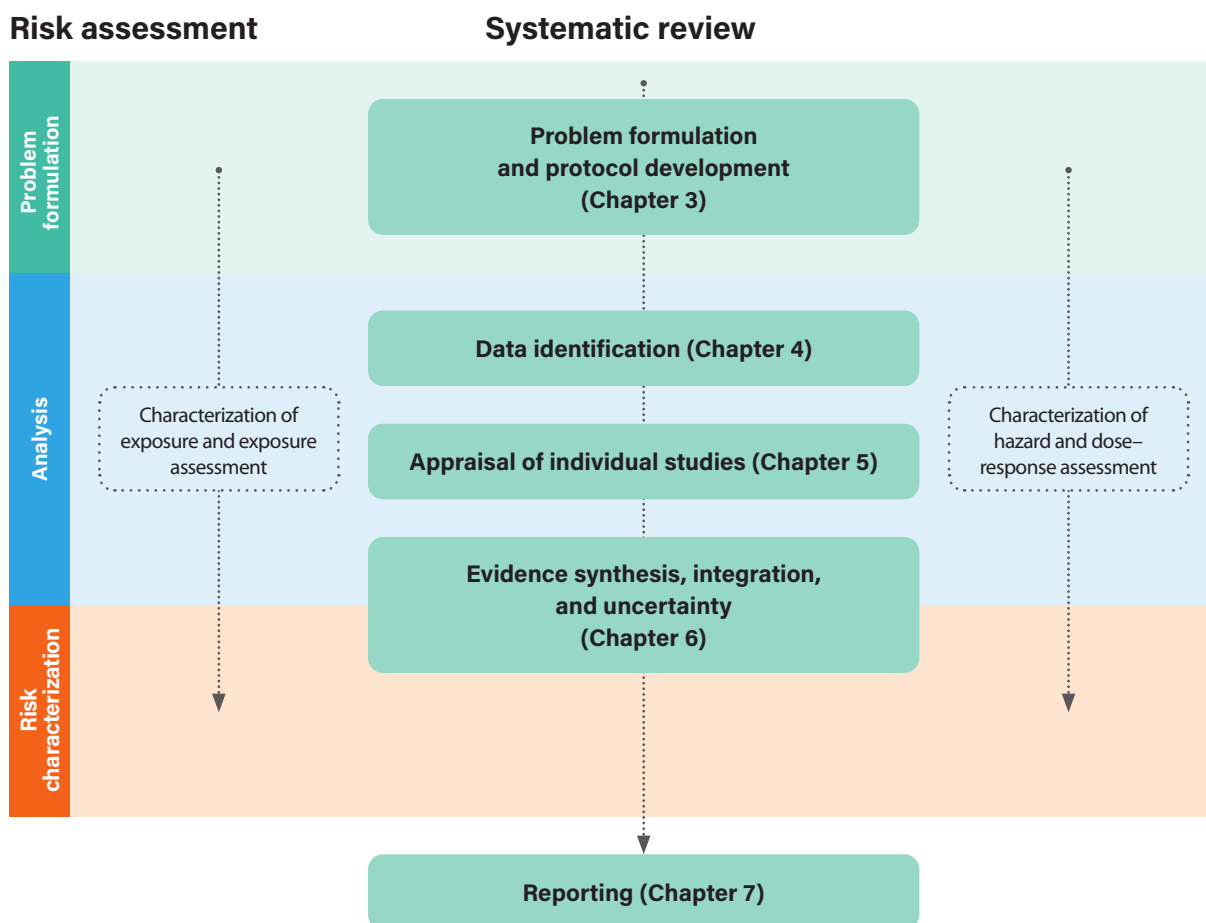 Risk assessment
Systematic review
Problem
formulation
Problem formulation
and protocol development
(Chapter 3)
Analysis
Data identification (Chapter 4)
Characterization of
exposure and exposure
assessment
Appraisal of individual studies (Chapter 5)
Characterization of
hazard and dose–
response assessment
Evidence synthesis, integration,
and uncertainty
(Chapter 6)
Risk
characterization
Reporting (Chapter 7)